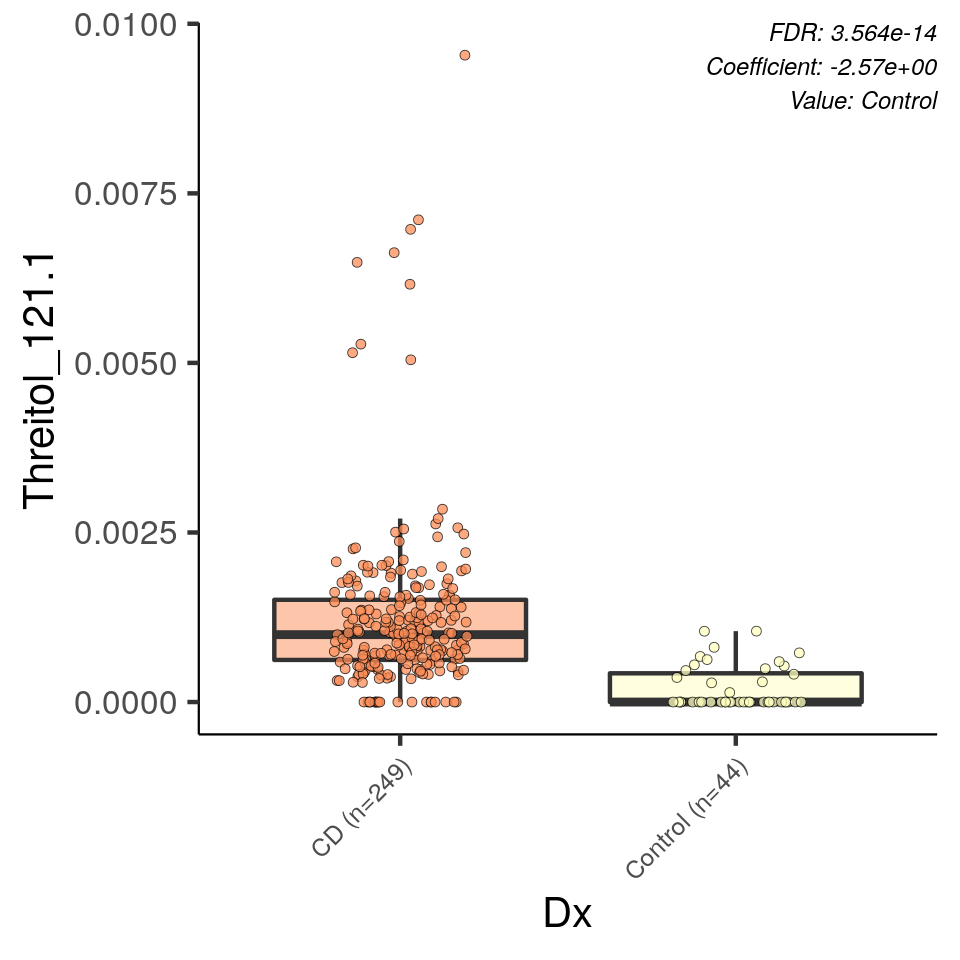 FDR: 3.564e-14
Coefficient: -2.57e+00
Value: Control
0.0100
0.0075
0.0050
0.0025
0.0000
Threitol_121.1
CD (n=249)
Control (n=44)
Dx